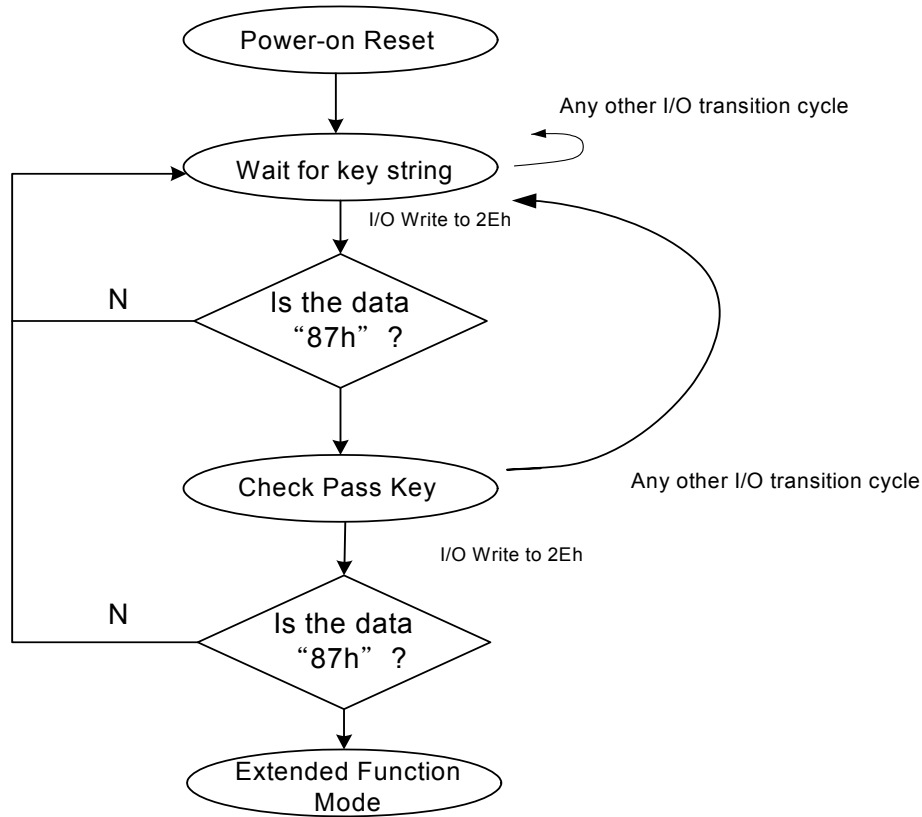 Power-on Reset
Any other I/O transition cycle
Wait for key string
I/O Write to 2Eh
N
Is the data
“87h” ?
Check Pass Key
Any other I/O transition cycle
I/O Write to 2Eh
N
Is the data
“87h” ?
Extended Function
Mode